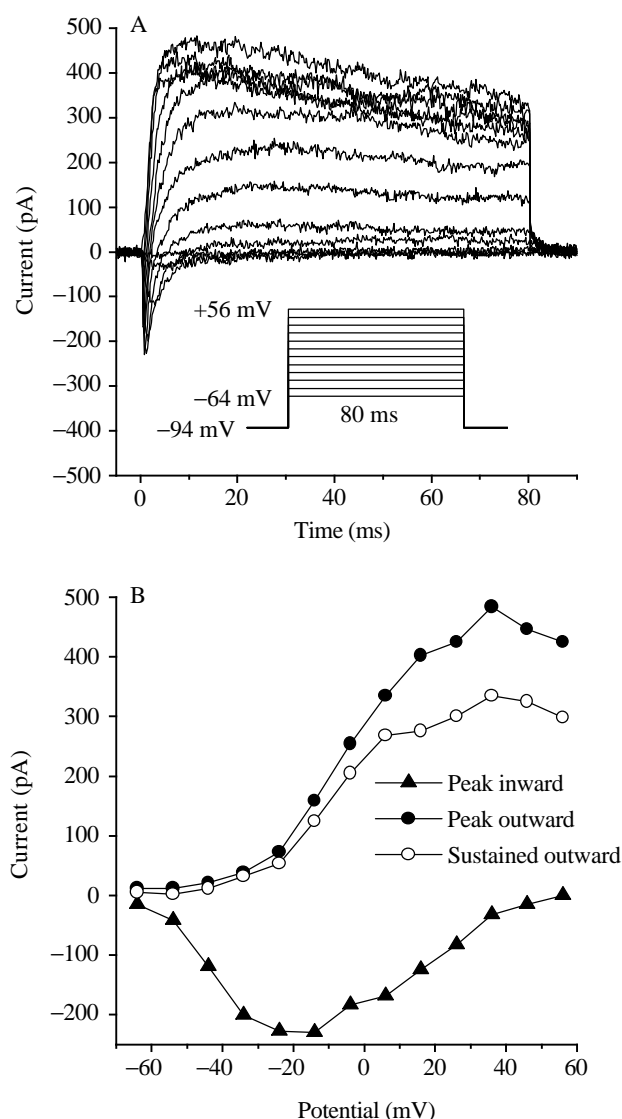 A
500
400
300
200
100
0
−100
−200
−300
−400
−500
Current (pA)
+56 mV
−64 mV
−94 mV
80 ms
0
20
40
60
80
Time (ms)
B
500
400
300
200
100
0
−100
−200
Current (pA)
Peak inward
Peak outward
Sustained outward
−60
−40
−20
0
20
40
60
Potential (mV)